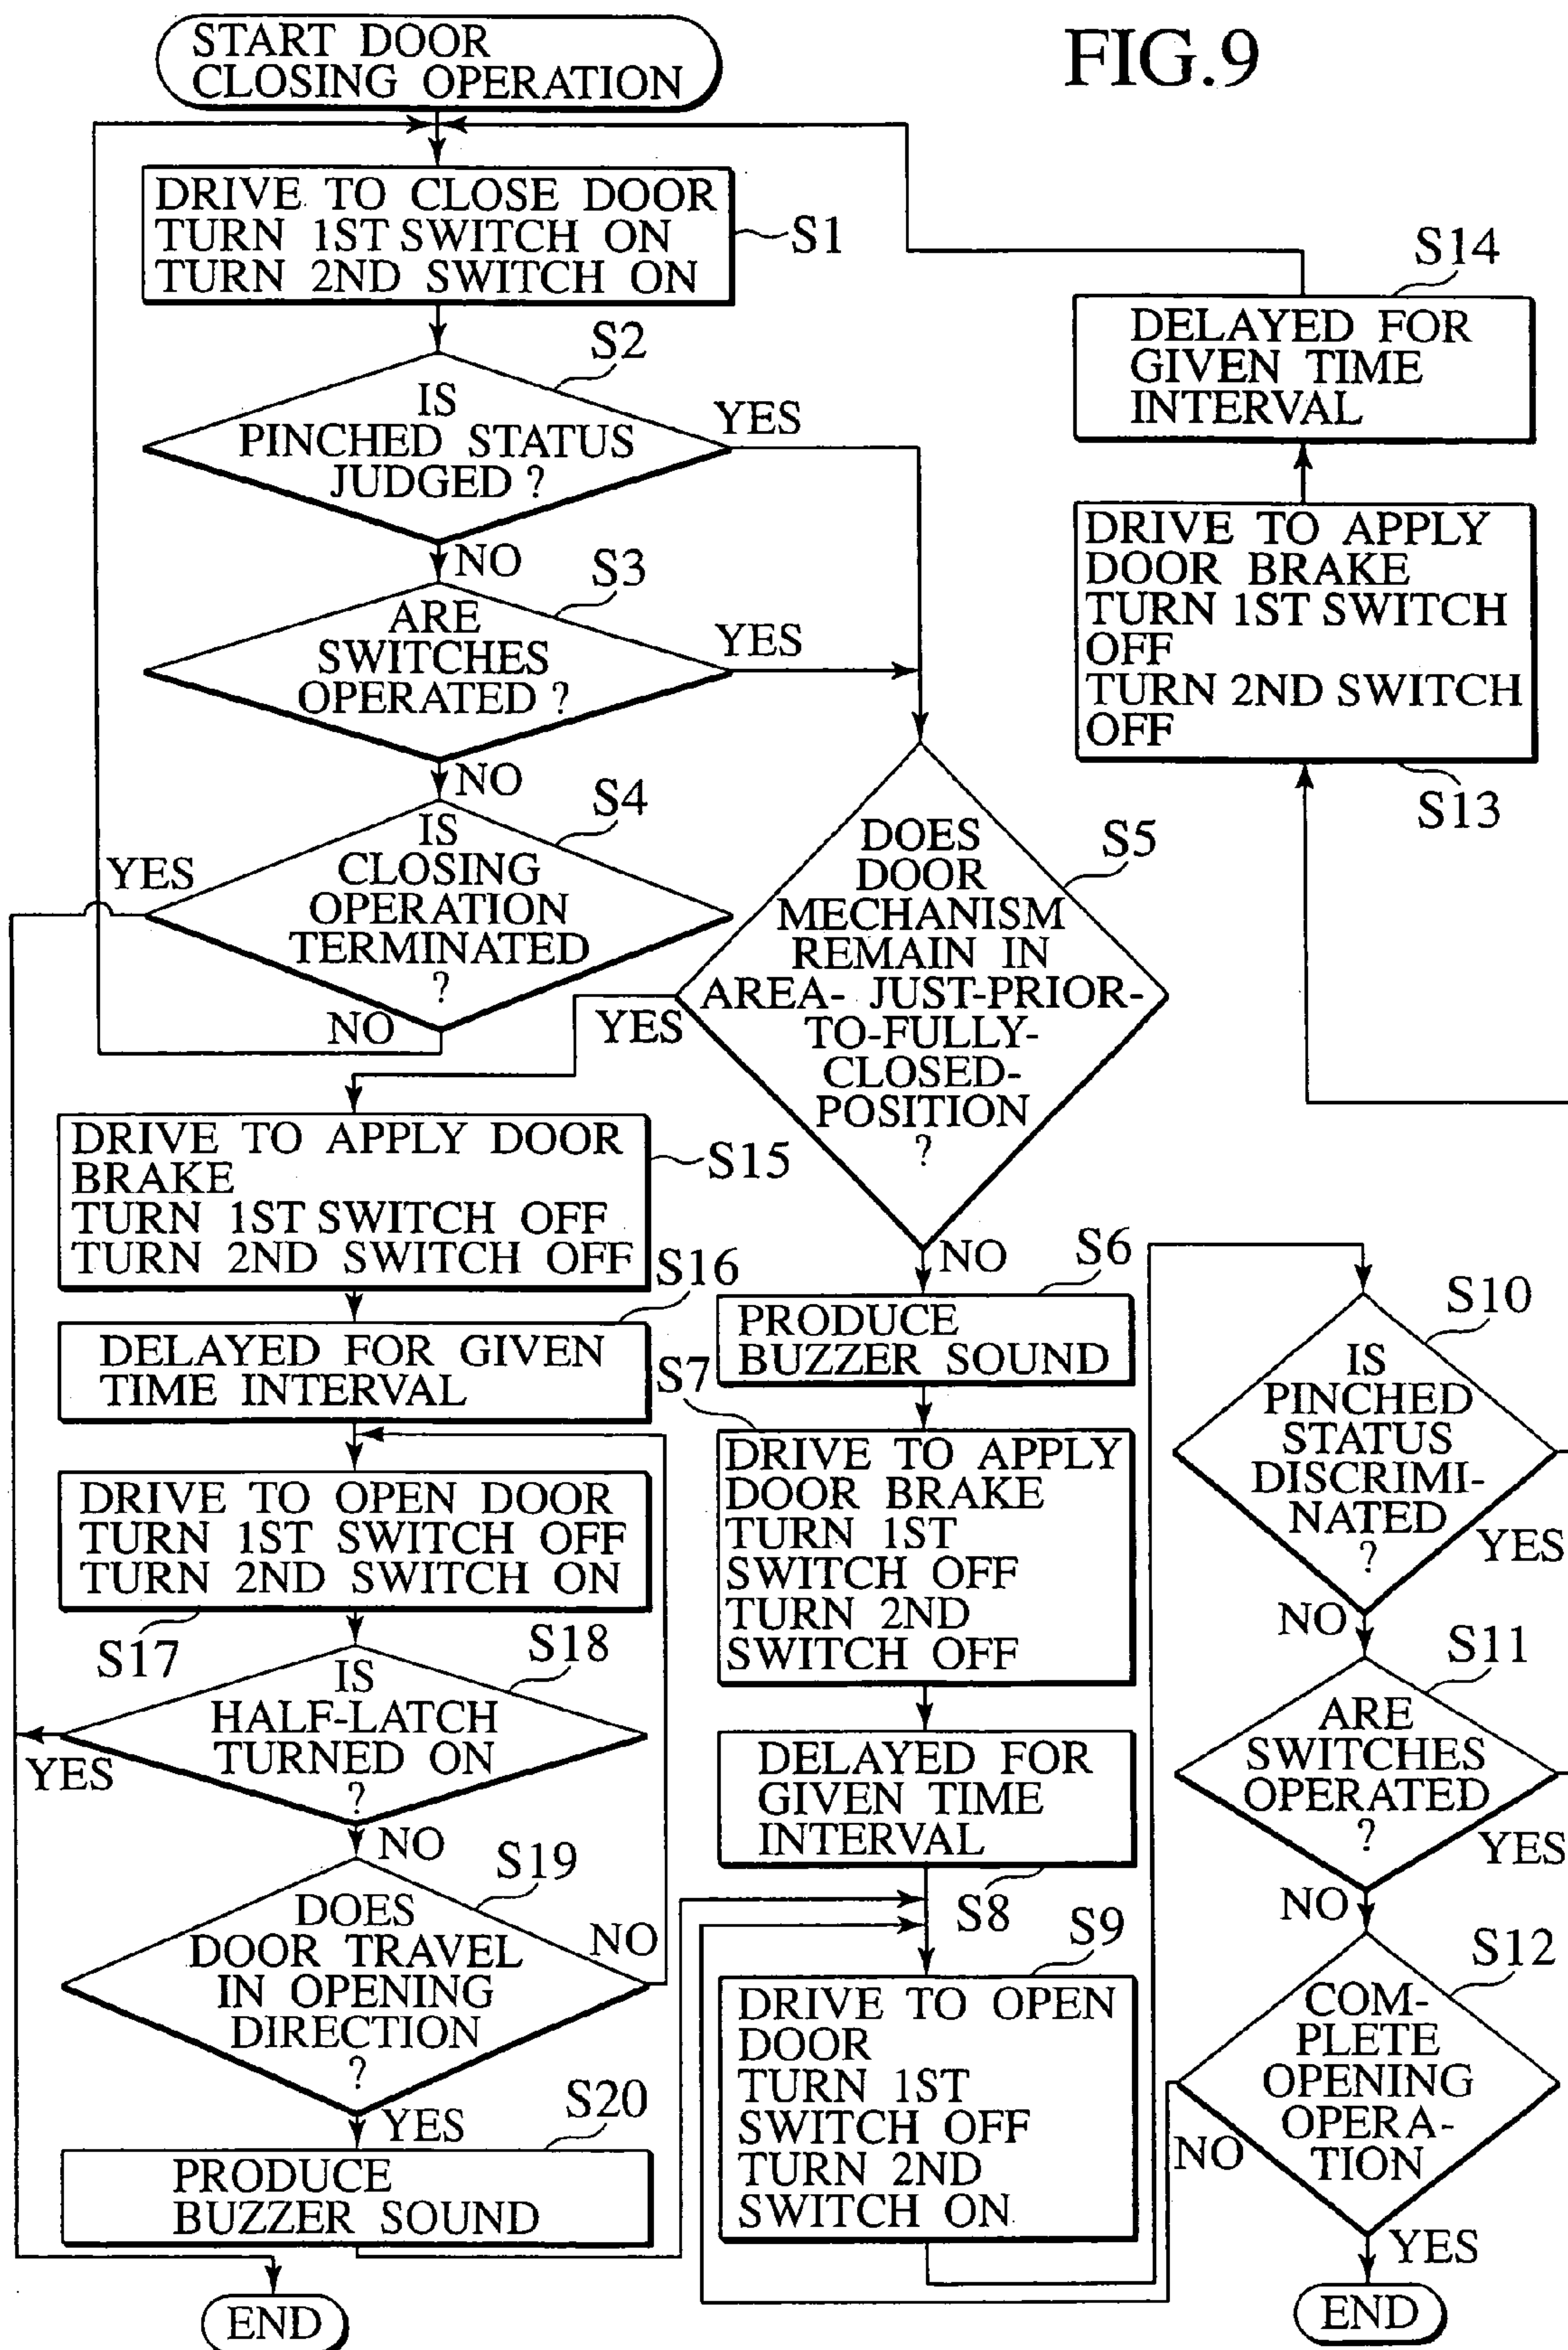 FIG.9
START DOOR
CLOSING OPERATION
DRIVE TO CLOSE DOOR
TURN 1ST SWITCH ON
TURN 2ND SWITCH ON
S1
S2
IS
PINCHED STATUS
JUDGED ?
YES
NO
S3
ARE
SWITCHES
OPERATED ?
YES
NO
S4
IS
CLOSING
OPERATION
TERMINATED
?
YES
NO
S5
DOES
DOOR
MECHANISM
REMAIN IN
AREA- JUST-PRIOR-
TO-FULLY-
CLOSED-
POSITION
?
YES
NO
S6
PRODUCE
BUZZER SOUND
S7
DRIVE TO APPLY
DOOR BRAKE
TURN 1ST
SWITCH OFF
TURN 2ND
SWITCH OFF
DELAYED FOR
GIVEN TIME
INTERVAL
S8
S9
DRIVE TO OPEN
DOOR
TURN 1ST
SWITCH OFF
TURN 2ND
SWITCH ON
S10
IS
PINCHED
STATUS
DISCRIMI-
NATED
?
YES
NO
S11
ARE
SWITCHES
OPERATED
?
YES
NO
S12
COM-
PLETE
OPENING
OPERA-
TION
NO
YES
END
S14
DELAYED FOR
GIVEN TIME
INTERVAL
DRIVE TO APPLY
DOOR BRAKE
TURN 1ST SWITCH
OFF
TURN 2ND SWITCH
OFF
S13
DRIVE TO APPLY DOOR
BRAKE
TURN 1ST SWITCH OFF
TURN 2ND SWITCH OFF
S15
S16
DELAYED FOR GIVEN
TIME INTERVAL
DRIVE TO OPEN DOOR
TURN 1ST SWITCH OFF
TURN 2ND SWITCH ON
S17
S18
IS
HALF-LATCH
TURNED ON
?
YES
NO
S19
DOES
DOOR TRAVEL
IN OPENING
DIRECTION
?
NO
YES
S20
PRODUCE
BUZZER SOUND
END